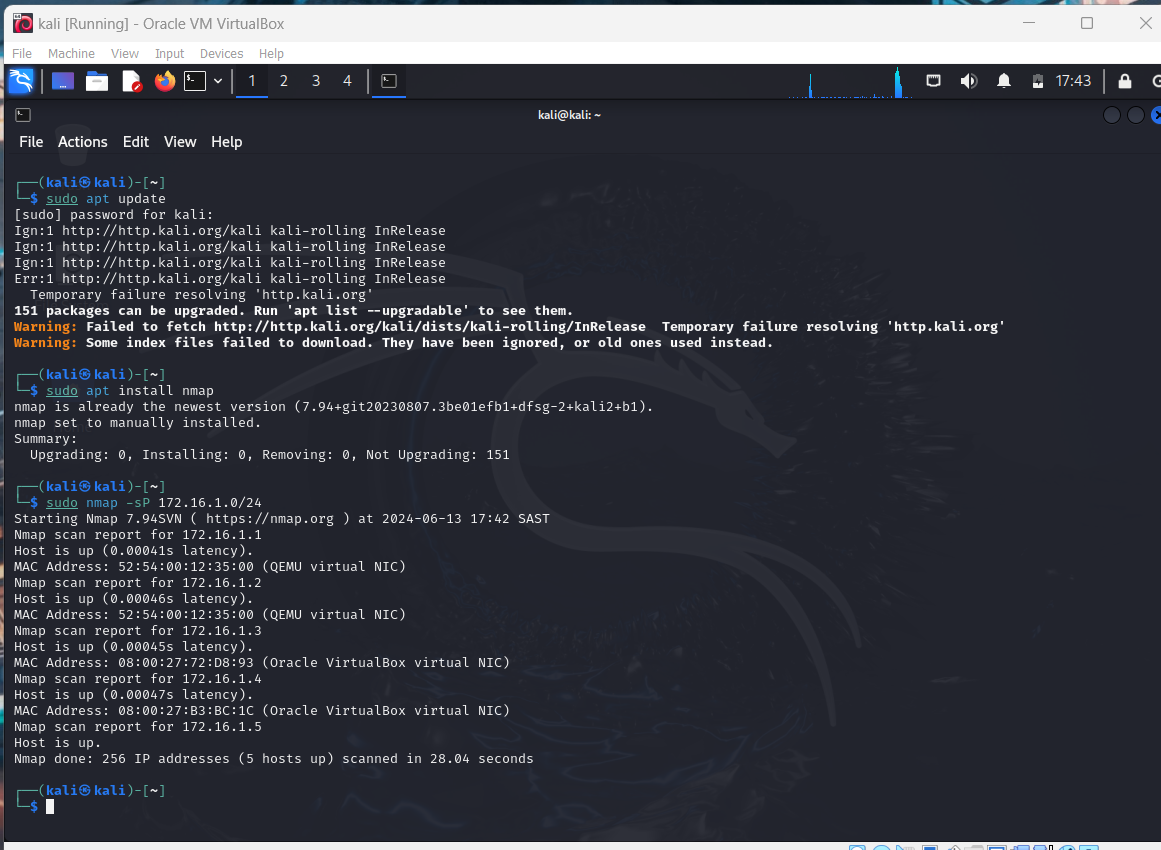 kali [Running] - Oracle VM VirtualBox
File Machine View Input Devices Help
1 2 3 4 17:43
kali@kali: ~
File Actions Edit View Help
┌──(kali㉿kali)-[~]
└─$ sudo apt update
[sudo] password for kali:
Ign:1 http://http.kali.org/kali kali-rolling InRelease
Ign:1 http://http.kali.org/kali kali-rolling InRelease
Ign:1 http://http.kali.org/kali kali-rolling InRelease
Err:1 http://http.kali.org/kali kali-rolling InRelease
  Temporary failure resolving 'http.kali.org'
151 packages can be upgraded. Run 'apt list --upgradable' to see them.
Warning: Failed to fetch http://http.kali.org/kali/dists/kali-rolling/InRelease  Temporary failure resolving 'http.kali.org'
Warning: Some index files failed to download. They have been ignored, or old ones used instead.
┌──(kali㉿kali)-[~]
└─$ sudo apt install nmap
nmap is already the newest version (7.94+git20230807.3be01efb1+dfsg-2+kali2+b1).
nmap set to manually installed.
Summary:
  Upgrading: 0, Installing: 0, Removing: 0, Not Upgrading: 151
┌──(kali㉿kali)-[~]
└─$ sudo nmap -sP 172.16.1.0/24
Starting Nmap 7.94SVN ( https://nmap.org ) at 2024-06-13 17:42 SAST
Nmap scan report for 172.16.1.1
Host is up (0.00041s latency).
MAC Address: 52:54:00:12:35:00 (QEMU virtual NIC)
Nmap scan report for 172.16.1.2
Host is up (0.00046s latency).
MAC Address: 52:54:00:12:35:00 (QEMU virtual NIC)
Nmap scan report for 172.16.1.3
Host is up (0.00045s latency).
MAC Address: 08:00:27:72:D8:93 (Oracle VirtualBox virtual NIC)
Nmap scan report for 172.16.1.4
Host is up (0.00047s latency).
MAC Address: 08:00:27:B3:BC:1C (Oracle VirtualBox virtual NIC)
Nmap scan report for 172.16.1.5
Host is up.
Nmap done: 256 IP addresses (5 hosts up) scanned in 28.04 seconds
┌──(kali㉿kali)-[~]
└─$